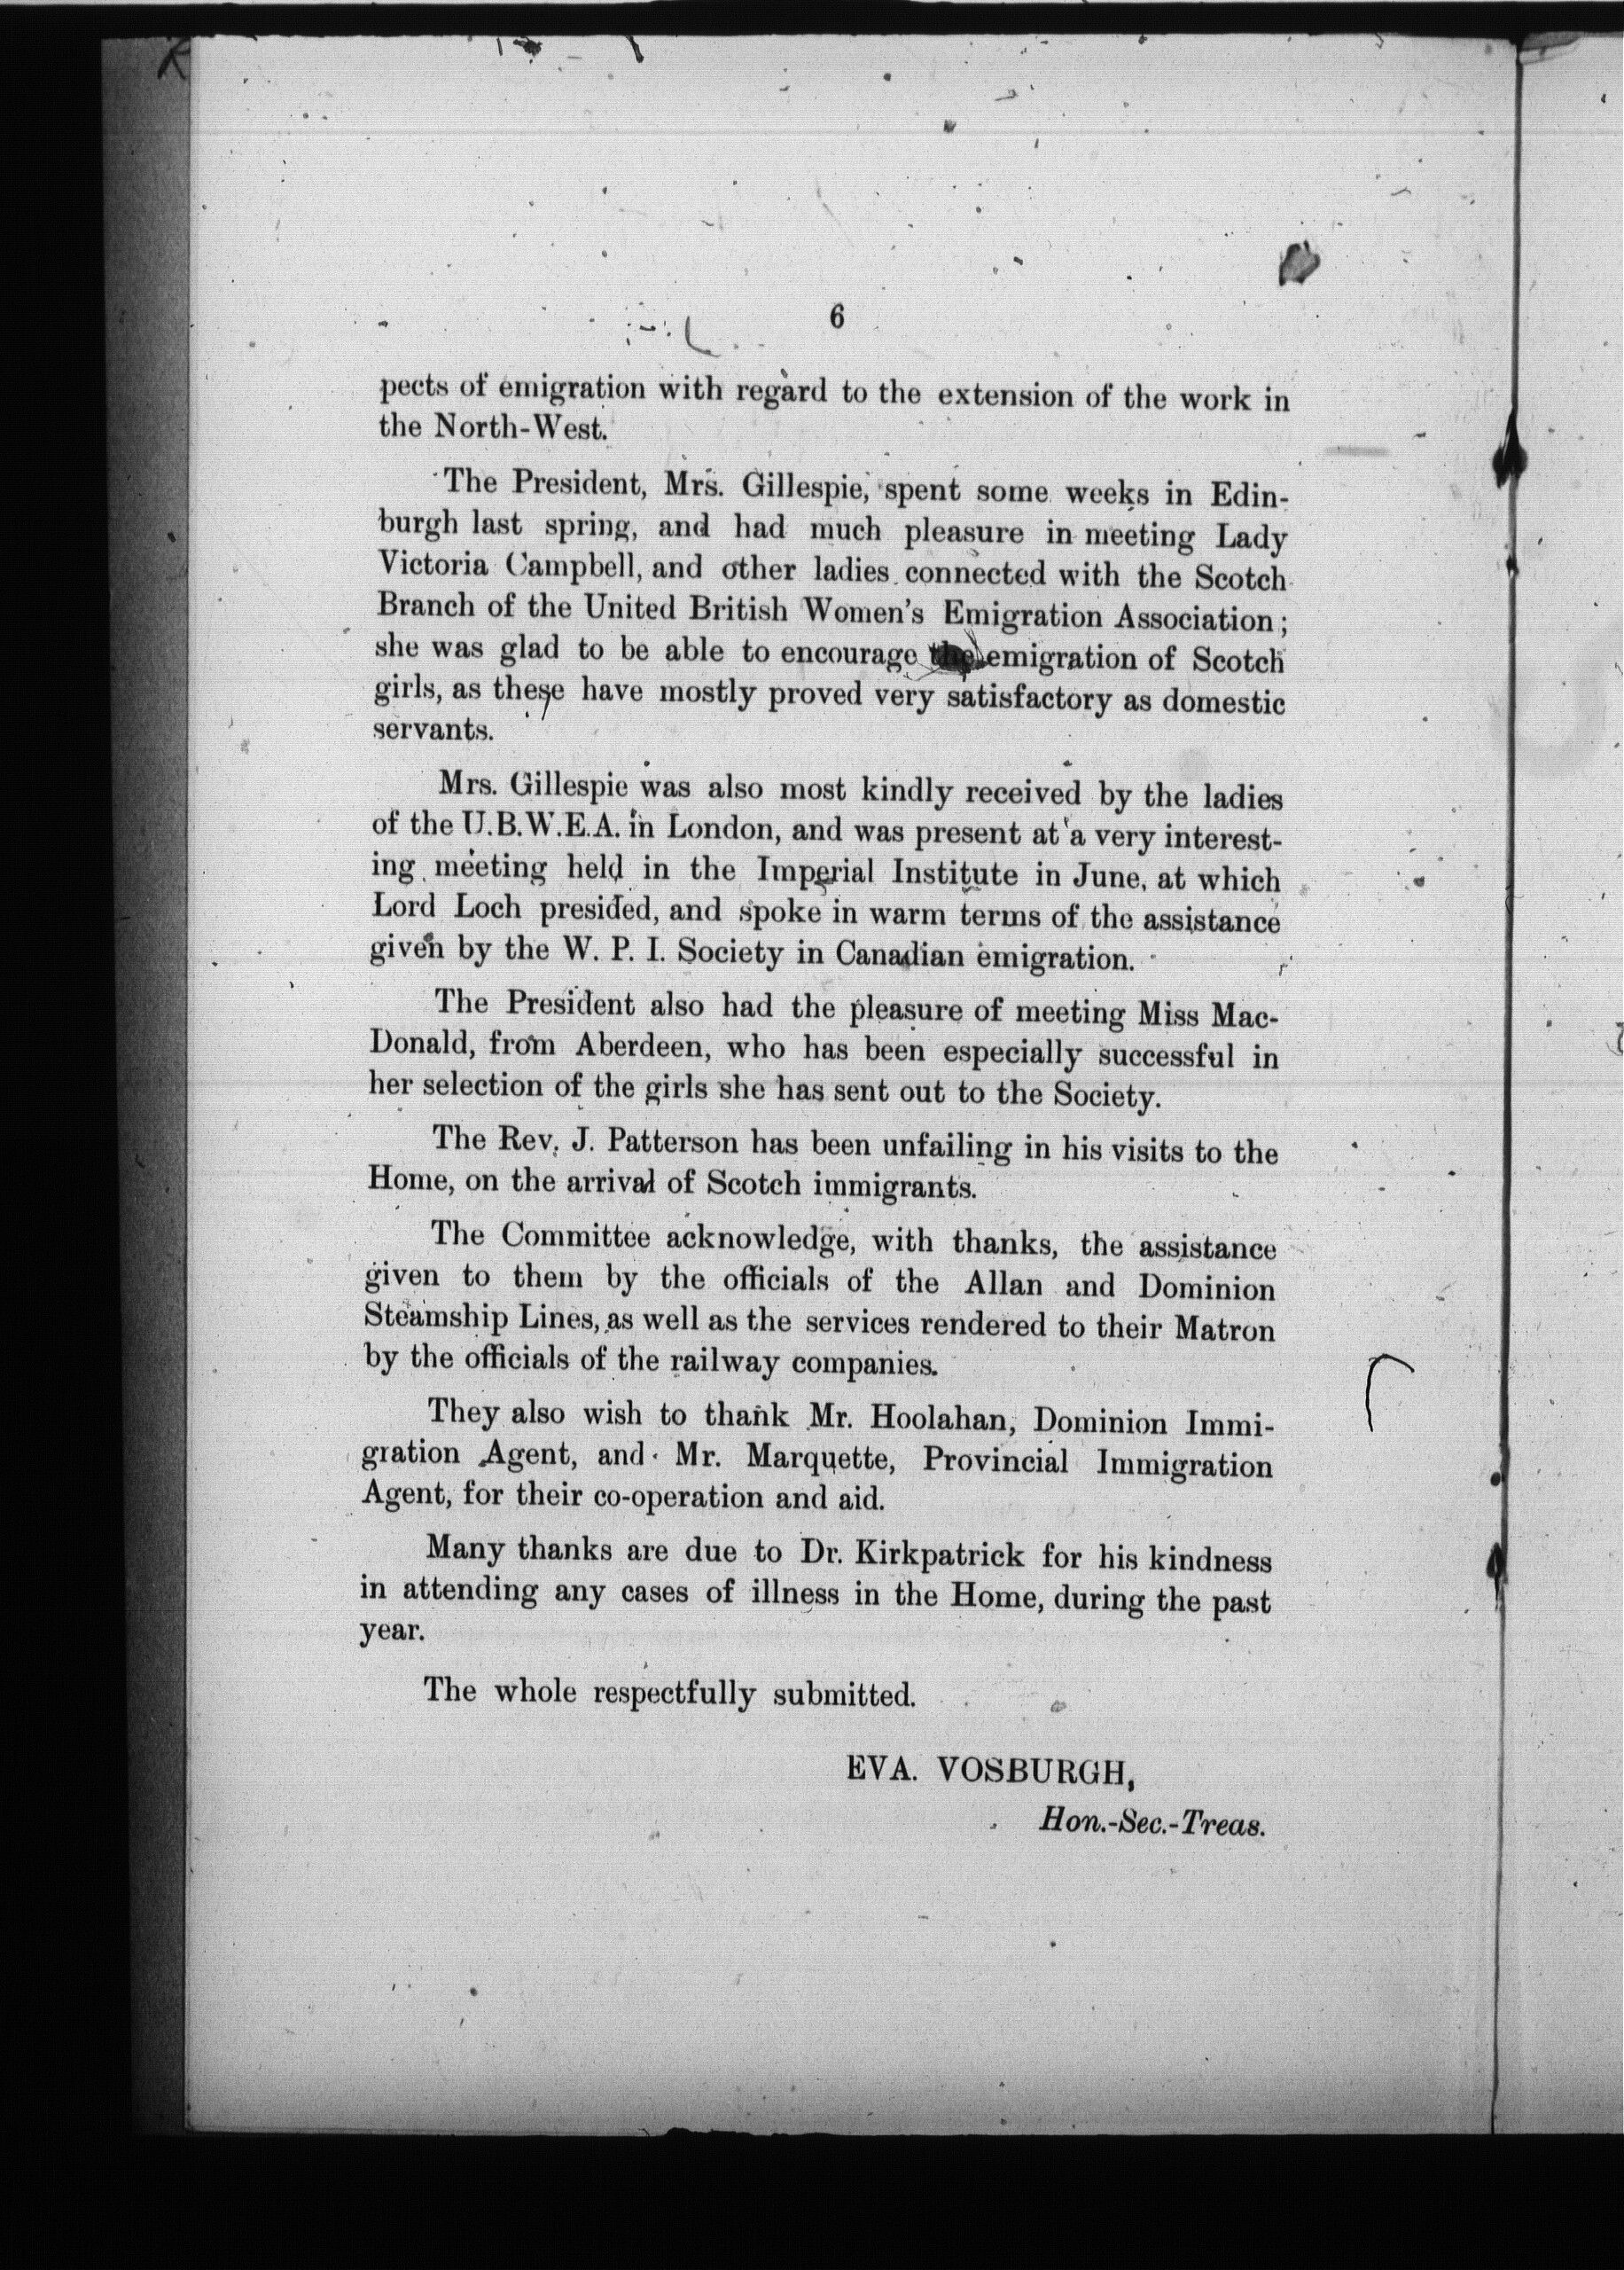 6
pects of emigration with regard to the extension of the work in
the North-West.
The President, Mrs. Gillespie, spent some weeks in Edin-
burgh last spring, and had much pleasure in meeting Lady
Victoria Campbell, and other ladies connected with the Scotch
Branch of the United British Women's Emigration Association;
she was glad to be able to encourage the emigration of Scotch
girls, as these have mostly proved very satisfactory as domestic
servants.
Mrs. Gillespie was also most kindly received by the ladies
of the U.B.W.E.A. in London, and was present at a very interest-
ing meeting held in the Imperial Institute in June, at which
Lord Loch presided, and spoke in warm terms of the assistance
given by the W. P. I. Society in Canadian emigration.
The President also had the pleasure of meeting Miss Mac-
Donald, from Aberdeen, who has been especially successful in
her selection of the girls she has sent out to the Society.
The Rev. J. Patterson has been unfailing in his visits to the
Home, on the arrival of Scotch immigrants.
The Committee acknowledge, with thanks, the assistance
given to them by the officials of the Allan and Dominion
Steamship Lines, as well as the services rendered to their Matron
by the officials of the railway companies.
They also wish to thank Mr. Hoolahan, Dominion Immi-
gration Agent, and Mr. Marquette, Provincial Immigration
Agent, for their co-operation and aid.
Many thanks are due to Dr. Kirkpatrick for his kindness
in attending any cases of illness in the Home, during the past
year.
The whole respectfully submitted.
EVA. VOSBURGH,
Hon.-Sec.-Treas.